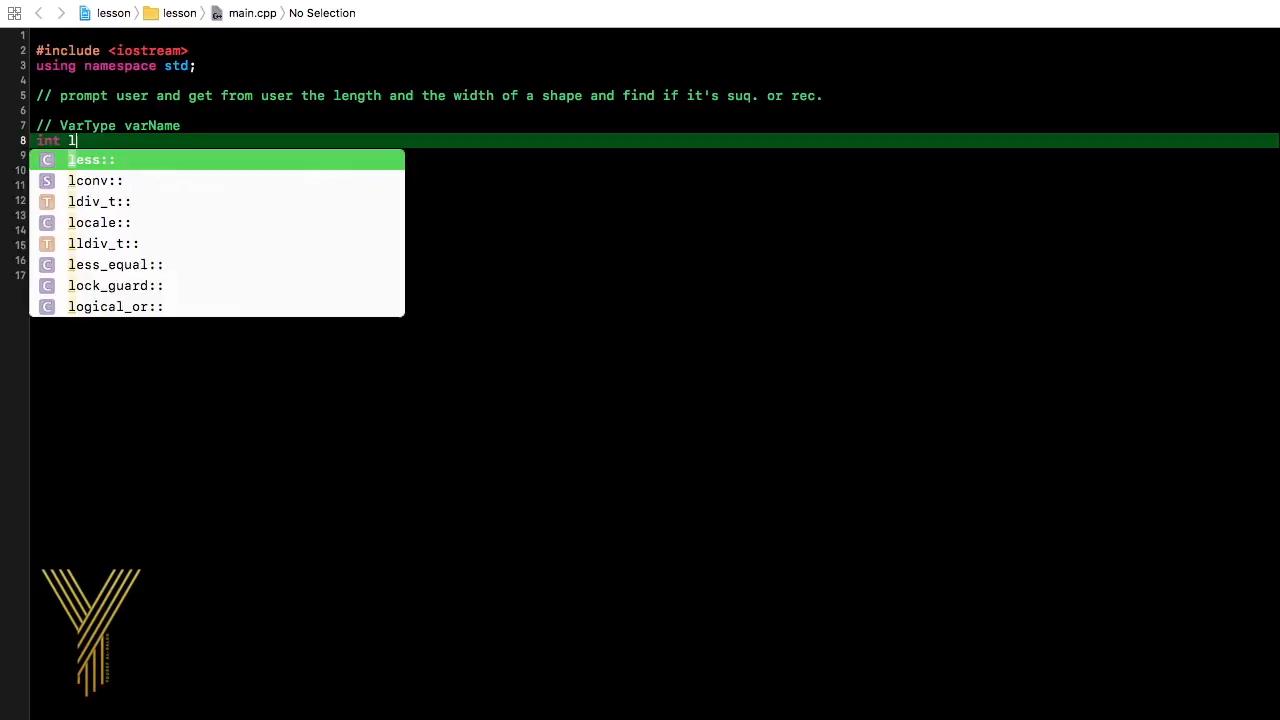 lesson lesson main.cpp No Selection
1
2 #include <iostream>
3 using namespace std;
4
5 // prompt user and get from user the length and the width of a shape and find if it's suq. or rec.
6
7 // VarType varName
8 int l
9 C less::
10 S lconv::
11 T ldiv_t::
12 C locale::
13
14 T lldiv_t::
15 C less_equal::
16 C lock_guard::
17 C logical_or::